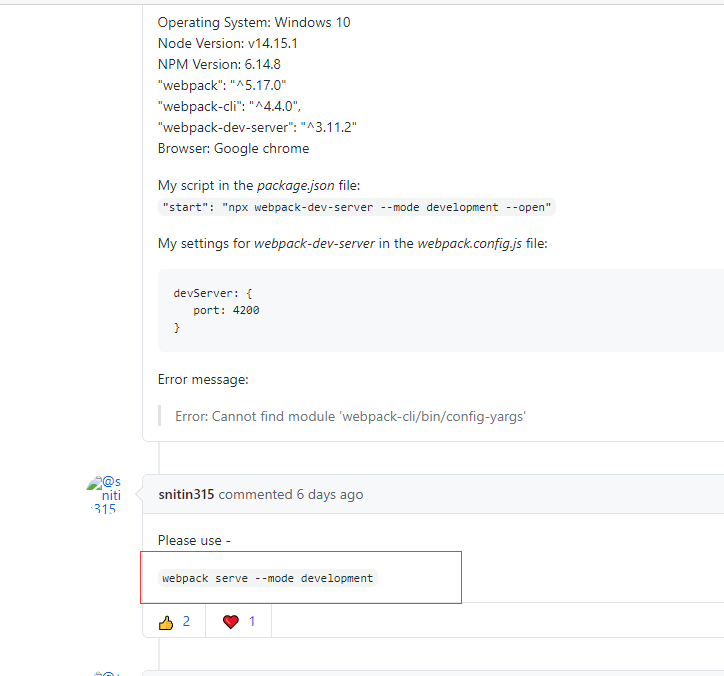 Operating System: Windows 10
Node Version: v14.15.1
NPM Version: 6.14.8
"webpack": "^5.17.0"
"webpack-cli": "^4.4.0",
"webpack-dev-server": "^3.11.2"
Browser: Google chrome
My script in the package.json file:
"start": "npx webpack-dev-server --mode development --open"
My settings for webpack-dev-server in the webpack.config.js file:
devServer: {
port: 4200
}
Error message:
Error: Cannot find module 'webpack-cli/bin/config-yargs'
@s
niti
315
snitin315 commented 6 days ago
Please use -
webpack serve --mode development
2
1